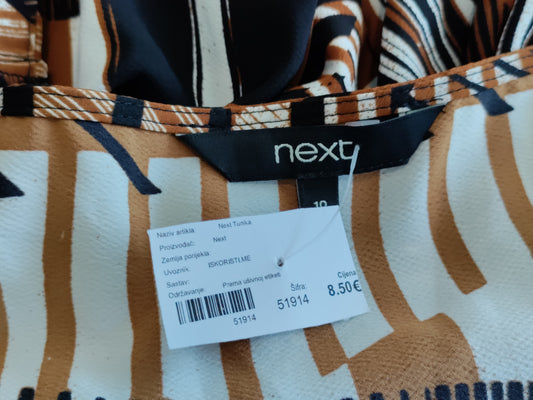 next
Naziv artikla: Next Tunika
Proizvođač: Next
Zemlja porijekla:
Uvoznik: ISKORISTI.ME
Sastav:
Održavanje: Prema ušivnoj etiketi
51914
Šifra:
51914
Cijena
8.50€